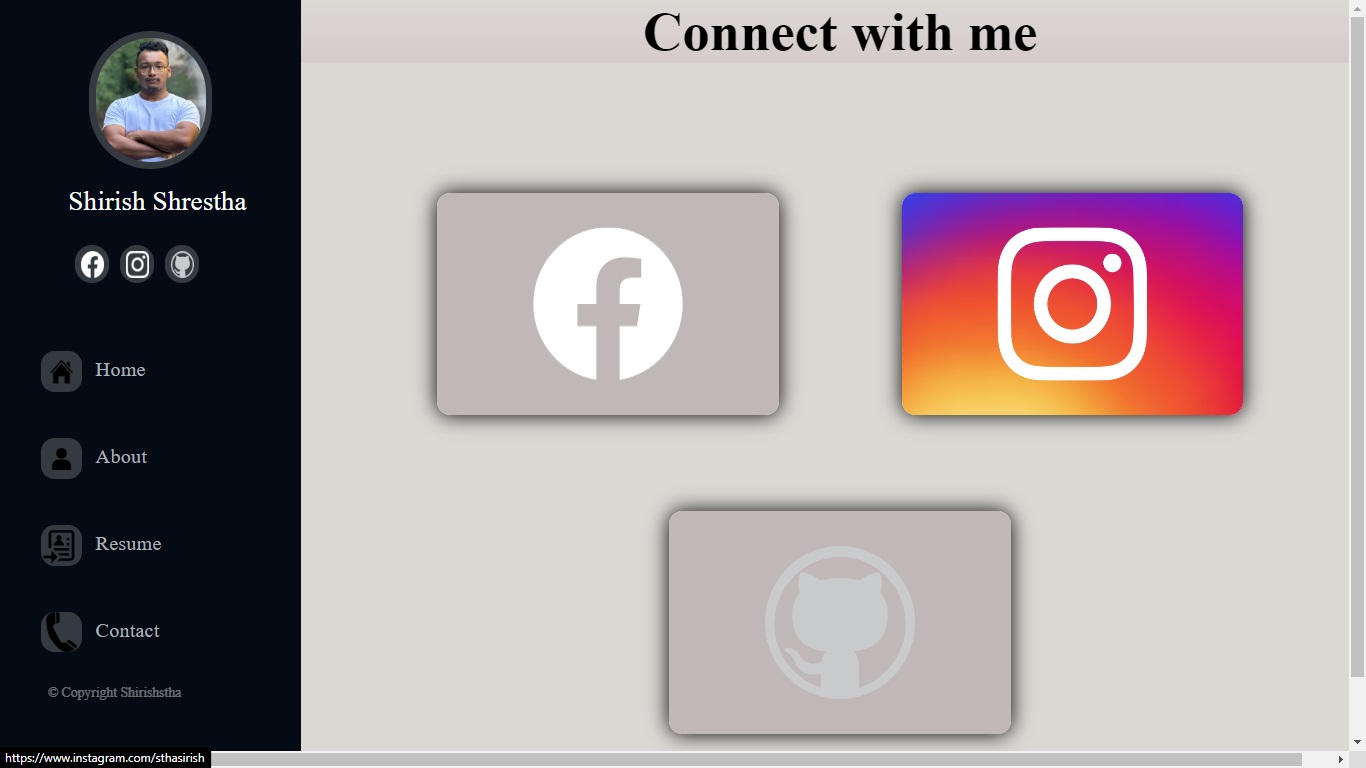 Connect with me
Shirish Shrestha
Home
About
Resume
Contact
© Copyright Shirishstha
https://www.instagram.com/sthasirish